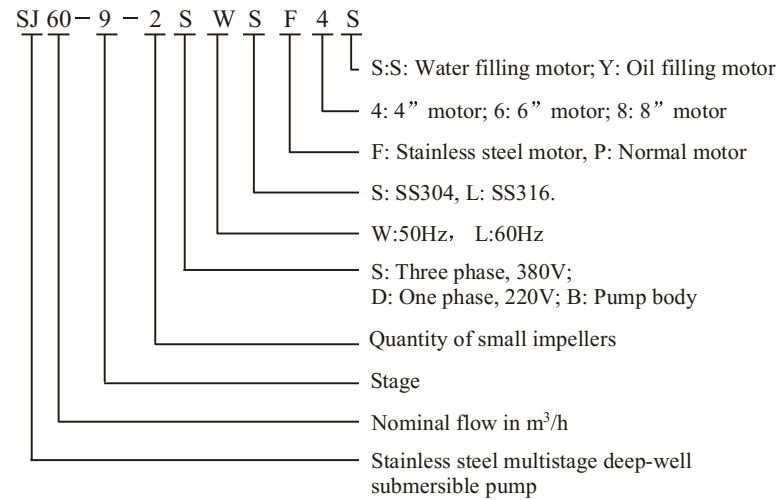 SJ 60 - 9 - 2 S W S F 4 S
S:S: Water filling motor; Y: Oil filling motor
4: 4” motor; 6: 6” motor; 8: 8” motor
F: Stainless steel motor, P: Normal motor
S: SS304, L: SS316.
W:50Hz， L:60Hz
S: Three phase, 380V;
D: One phase, 220V; B: Pump body
Quantity of small impellers
Stage
Nominal flow in m³/h
Stainless steel multistage deep-well
submersible pump